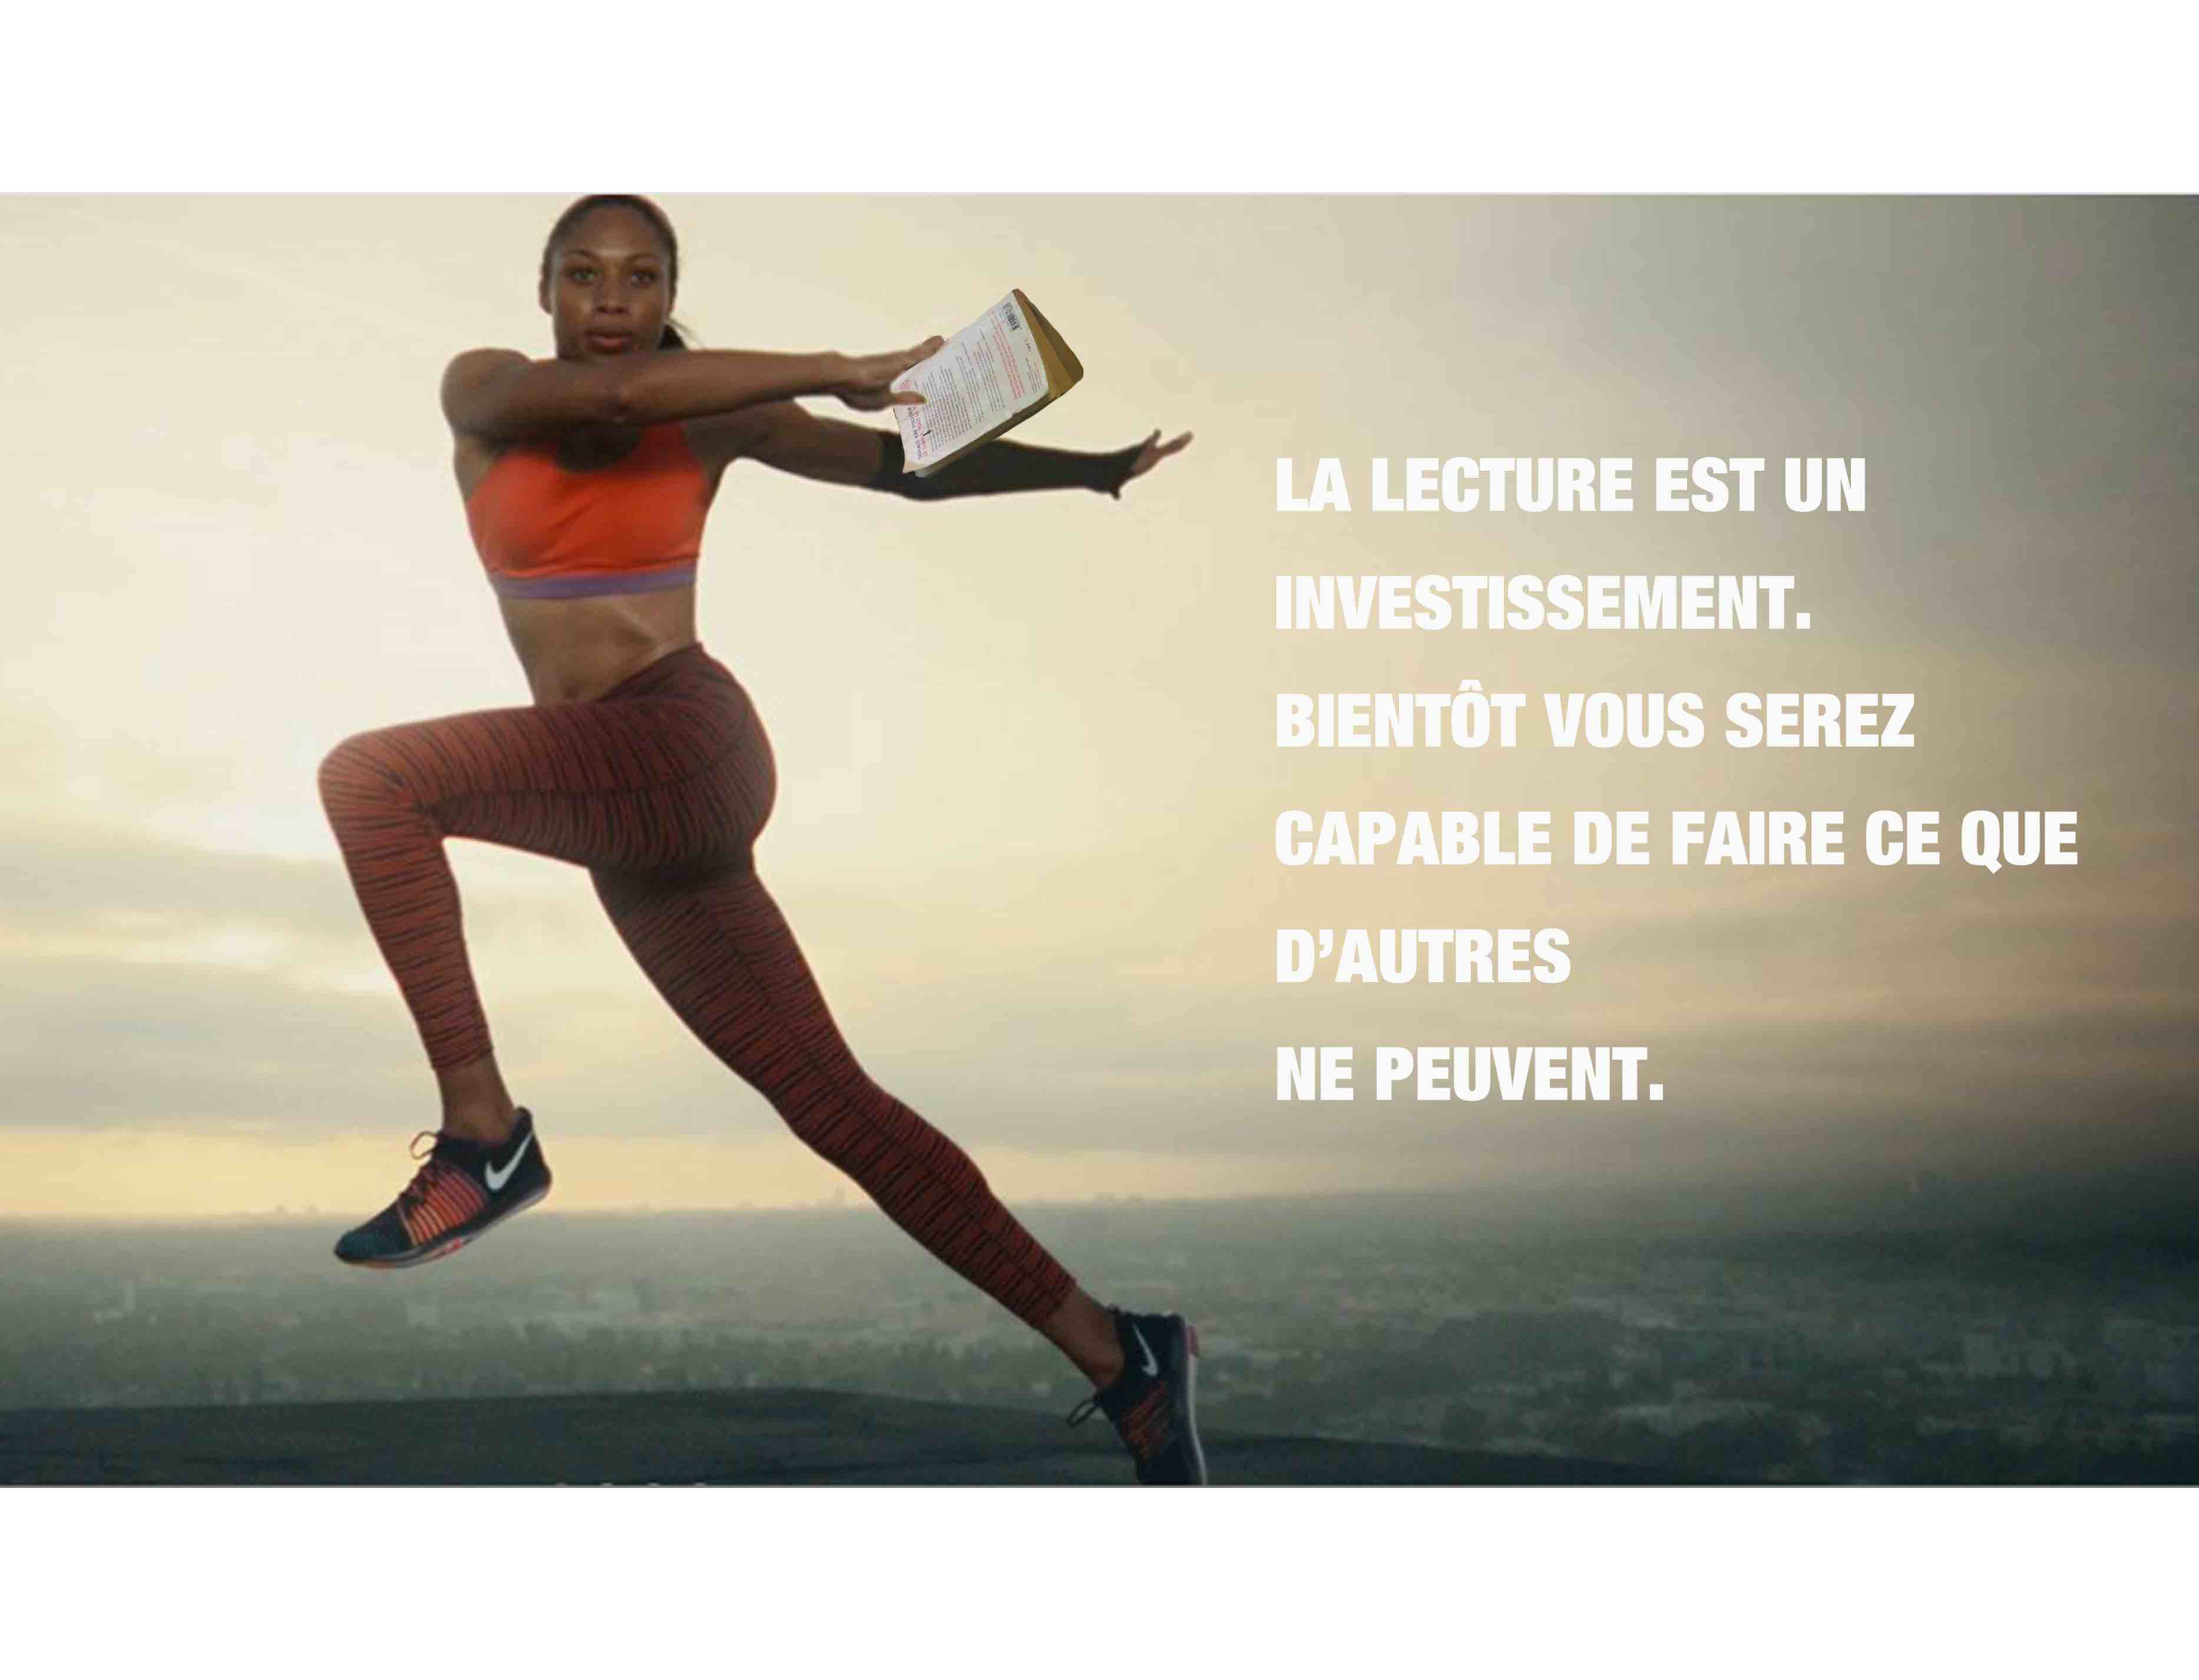 LA LECTURE EST UN
INVESTISSEMENT.
BIENTÔT VOUS SEREZ
CAPABLE DE FAIRE CE QUE
D’AUTRES
NE PEUVENT.